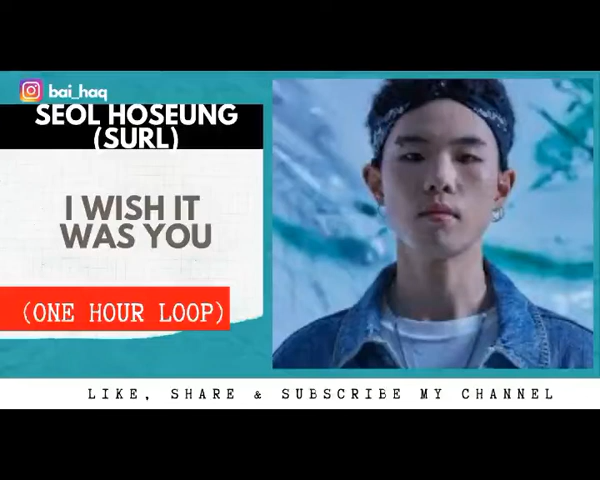 bai_haq
SEOL HOSEUNG
(SURL)
I WISH IT
WAS YOU
(ONE HOUR LOOP)
LIKE, SHARE & SUBSCRIBE MY CHANNEL